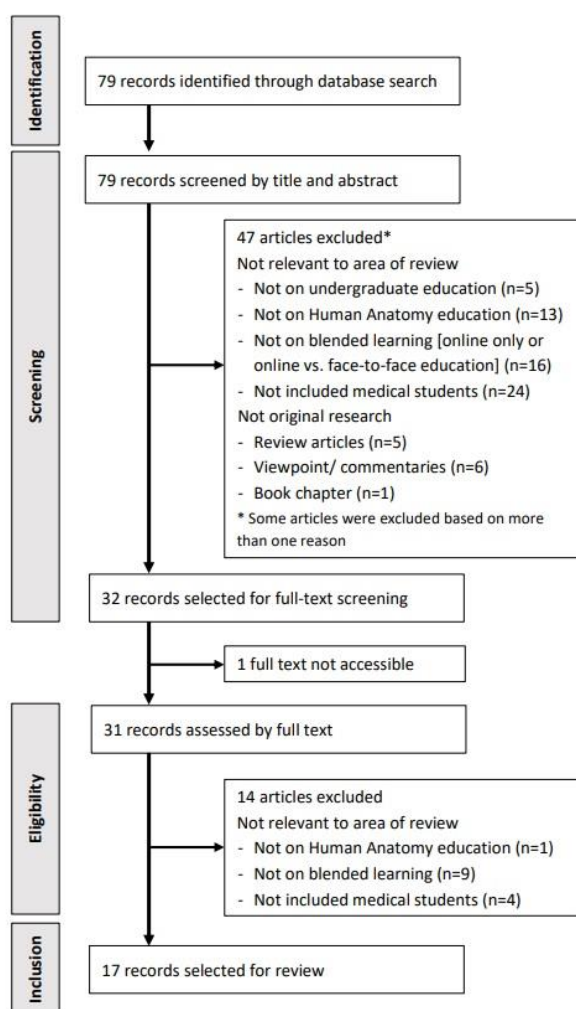 Identification
79 records identified through database search
Screening
79 records screened by title and abstract
47 articles excluded*
Not relevant to area of review
- Not on undergraduate education (n=5)
- Not on Human Anatomy education (n=13)
- Not on blended learning [online only or
online vs. face-to-face education] (n=16)
- Not included medical students (n=24)
Not original research
- Review articles (n=5)
- Viewpoint/ commentaries (n=6)
- Book chapter (n=1)
* Some articles were excluded based on more
than one reason
32 records selected for full-text screening
1 full text not accessible
Eligibility
31 records assessed by full text
14 articles excluded
Not relevant to area of review
- Not on Human Anatomy education (n=1)
- Not on blended learning (n=9)
- Not included medical students (n=4)
Inclusion
17 records selected for review